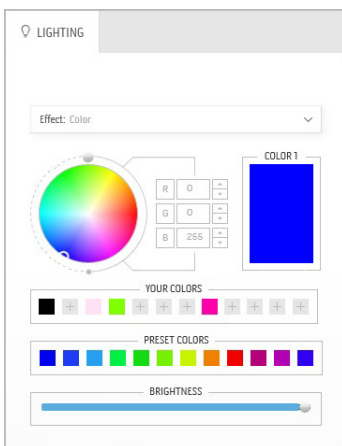 LIGHTING
Effect: Color
COLOR 1
R 0
G 0
B 255
YOUR COLORS
PRESET COLORS
BRIGHTNESS